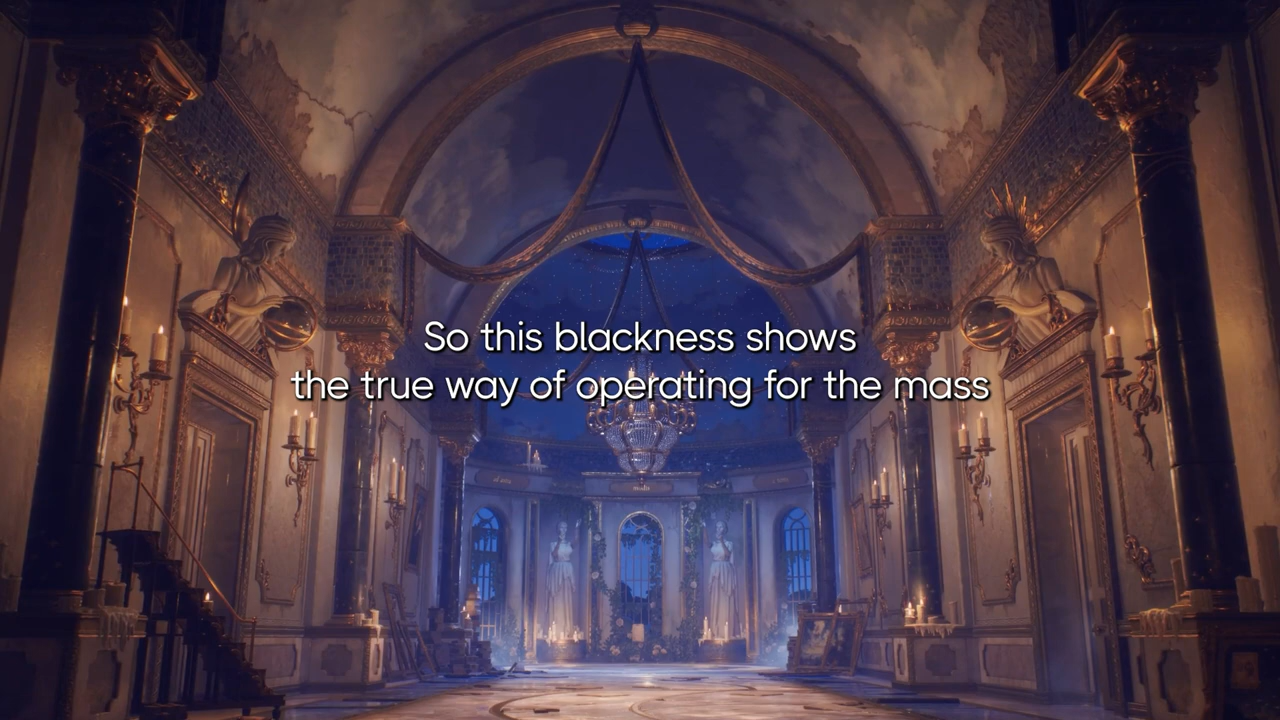 So this blackness shows
the true way of operating for the mass